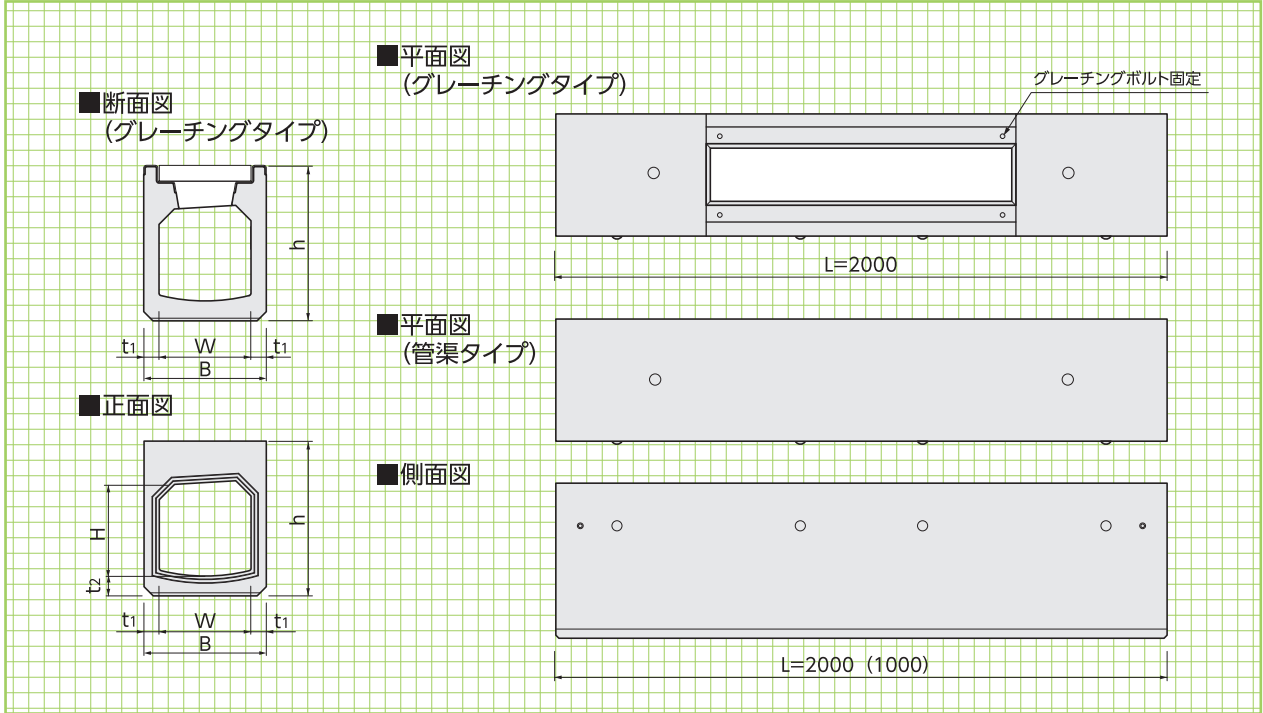 ■断面図
(グレーチングタイプ)
h
t1 W t1
B
■正面図
H
t2
h
t1 W t1
B
■平面図
(グレーチングタイプ)
グレーチングボルト固定
L=2000
■平面図
(管渠タイプ)
■側面図
L=2000 (1000)